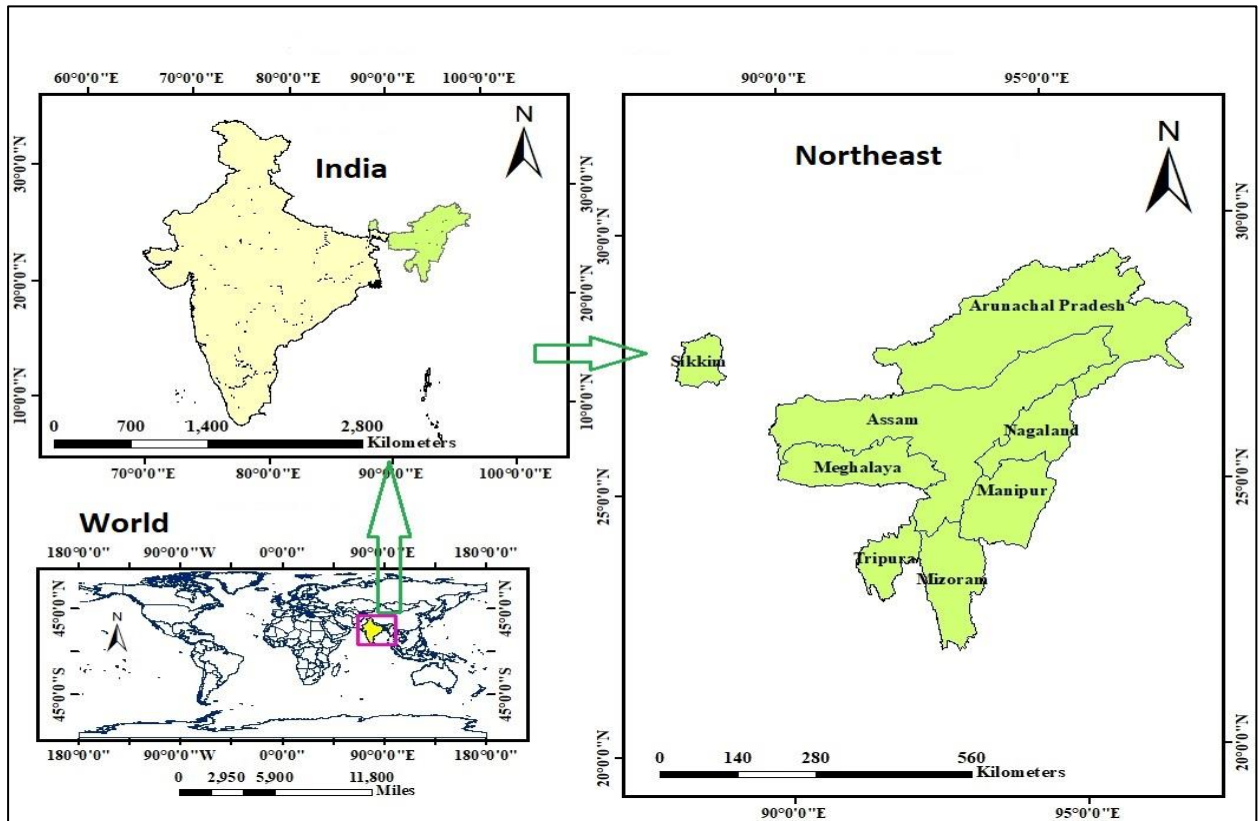 60°0'0"E 70°0'0"E 80°0'0"E 90°0'0"E 100°0'0"E
India
N
30°0'0"N
20°0'0"N
10°0'0"N
30°0'0"N
20°0'0"N
10°0'0"N
0 700 1,400 2,800
Kilometers
70°0'0"E 80°0'0"E 90°0'0"E 100°0'0"E
World
180°0'0" 90°0'0"W 0°0'0" 90°0'0"E 180°0'0"
N
45°0'0"N
45°0'0"S
45°0'0"N
45°0'0"S
180°0'0" 90°0'0"W 0°0'0" 90°0'0"E 180°0'0"
0 2,950 5,900 11,800
Miles
90°0'0"E 95°0'0"E
Northeast
N
30°0'0"N
25°0'0"N
20°0'0"N
30°0'0"N
25°0'0"N
20°0'0"N
Arunachal Pradesh
Sikkim
Assam
Nagaland
Meghalaya
Manipur
Tripura
Mizoram
0 140 280 560
Kilometers
90°0'0"E 95°0'0"E